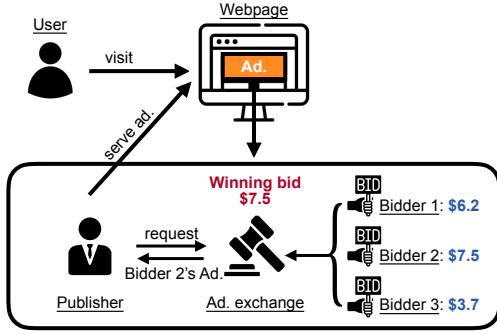 Webpage
User
visit
Ad.
serve ad.
Winning bid
$7.5
BID
Bidder 1: $6.2
request
BID
Bidder 2: $7.5
Bidder 2's Ad.
BID
Bidder 3: $3.7
Publisher
Ad. exchange